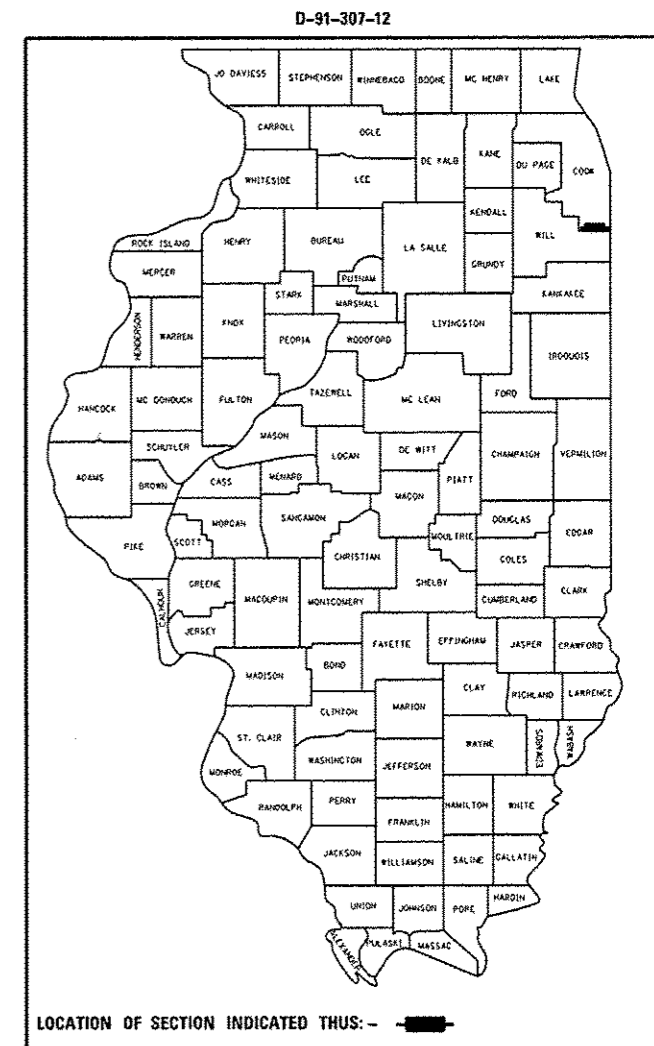 D-91-307-12
JO DAVIESS STEPHENSON WINNEBAGO BOONE MC HENRY LAKE
CARROLL OGLE DE KALB KANE DU PAGE COOK
WHITESIDE LEE
KENDALL
ROCK ISLAND HENRY BUREAU LA SALLE WILL
GRUNDY
MERCER PUTNAM
STARK KANKAKEE
MARSHALL
HENDERSON WARREN KNOX PEORIA WOODFORD LIVINGSTON
IROQUOIS
HANCOCK MC DONOUGH FULTON TAZEWELL MC LEAN FORD
MASON
SCHUYLER LOGAN DE WITT CHAMPAIGN VERMILION
ADAMS BROWN CASS MENARD PIATT
MACON
MORGAN SANGAMON DOUGLAS
PIKE SCOTT MOULTRIE EDGAR
CHRISTIAN COLES
GREENE SHELBY
CALHOUN MACOUPIN MONTGOMERY CUMBERLAND CLARK
JERSEY
FAYETTE EFFINGHAM JASPER CRAWFORD
MADISON BOND
CLAY RICHLAND LAWRENCE
CLINTON MARION
ST. CLAIR WAYNE EDWARDS WABASH
WASHINGTON JEFFERSON
MONROE
RANDOLPH PERRY HAMILTON WHITE
FRANKLIN
JACKSON WILLIAMSON SALINE GALLATIN
UNION JOHNSON POPE HARDIN
ALEXANDER PULASKI MASSAC
LOCATION OF SECTION INDICATED THUS: -